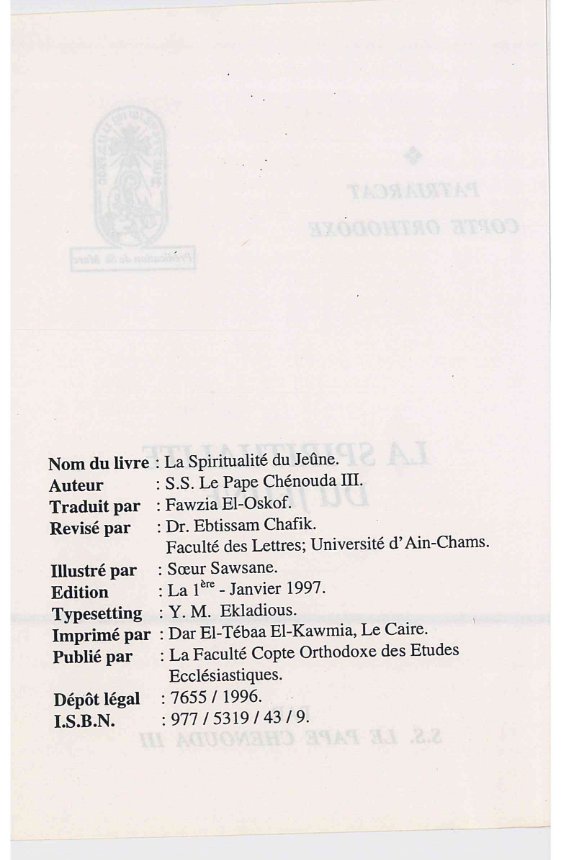 Nom du livre : La Spiritualité du Jeûne.
Auteur : S.S. Le Pape Chénouda III.
Traduit par : Fawzia El-Oskof.
Revisé par : Dr. Ebtissam Chafik.
Faculté des Lettres; Université d'Ain-Chams.
Illustré par : Sœur Sawsane.
Edition : La 1ère - Janvier 1997.
Typesetting : Y. M. Ekladious.
Imprimé par : Dar El-Tébaa El-Kawmia, Le Caire.
Publié par : La Faculté Copte Orthodoxe des Etudes
Ecclésiastiques.
Dépôt légal : 7655 / 1996.
I.S.B.N. : 977 / 5319 / 43 / 9.